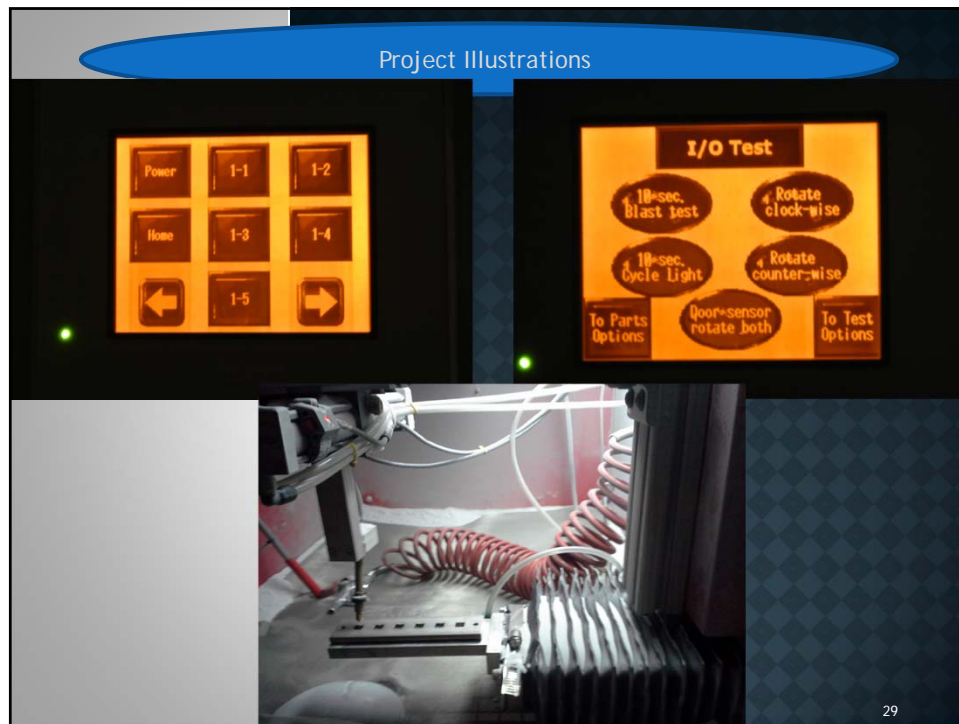 Project Illustrations
Power
1-1
1-2
Home
1-3
1-4
1-5
I/O Test
10-sec.
Blast test
Rotate
clock-wise
10-sec.
Cycle Light
Rotate
counter-wise
To Parts
Options
Door-sensor
rotate both
To Test
Options
29